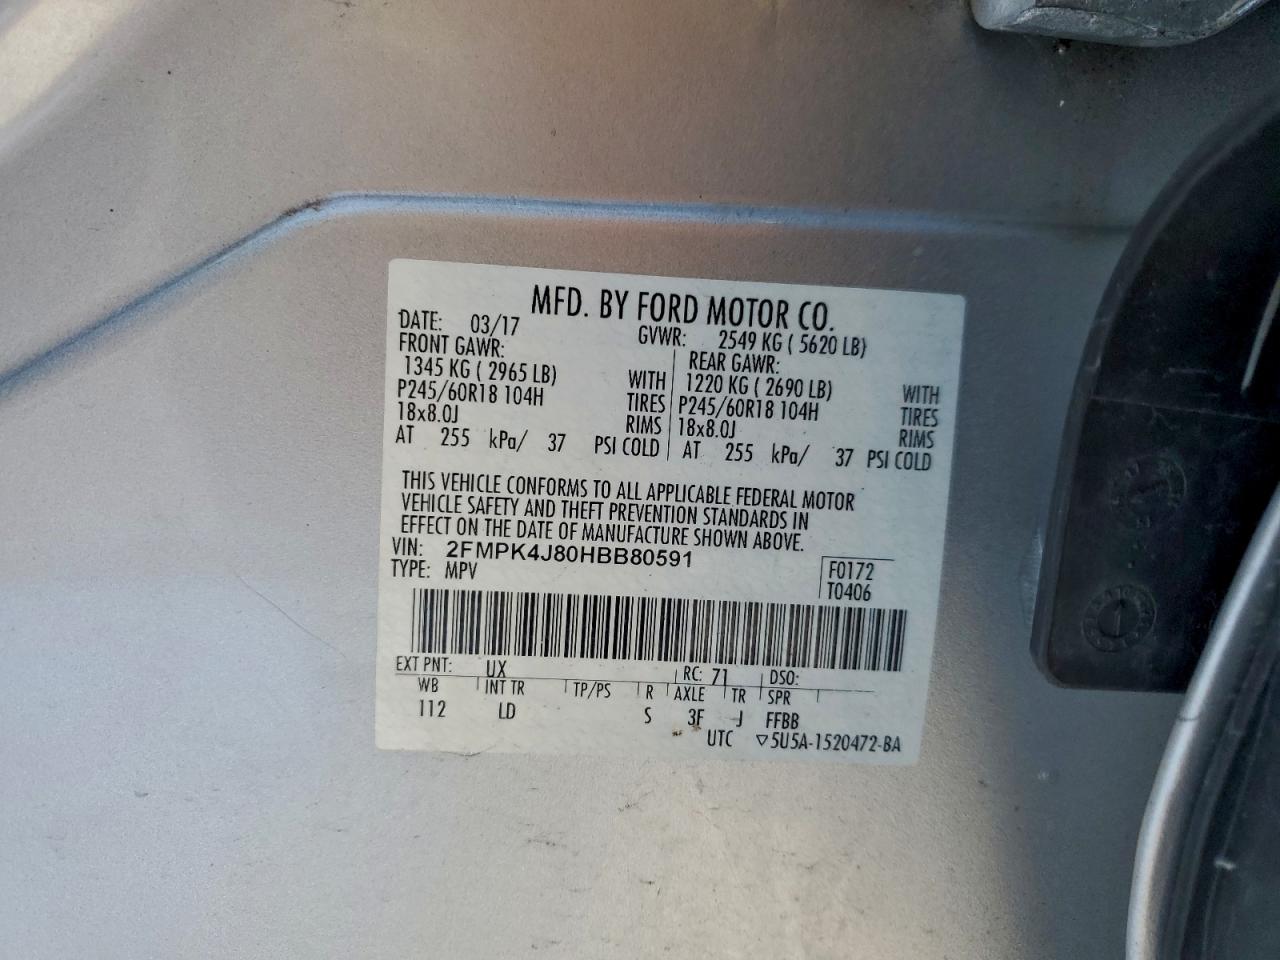 MFD. BY FORD MOTOR CO.
DATE: 03/17 GVWR: 2549 KG ( 5620 LB)
FRONT GAWR: REAR GAWR:
1345 KG ( 2965 LB) WITH 1220 KG ( 2690 LB) WITH
P245/60R18 104H TIRES P245/60R18 104H TIRES
18x8.0J RIMS 18x8.0J RIMS
AT 255 kPa/ 37 PSI COLD AT 255 kPa/ 37 PSI COLD
THIS VEHICLE CONFORMS TO ALL APPLICABLE FEDERAL MOTOR
VEHICLE SAFETY AND THEFT PREVENTION STANDARDS IN
EFFECT ON THE DATE OF MANUFACTURE SHOWN ABOVE.
VIN: 2FMPK4J80HBB80591 F0172
TYPE: MPV T0406
EXT PNT: UX RC: 71 DSO:
WB INT TR TP/PS R AXLE TR SPR
112 LD S 3F J FFBB
UTC ▽5U5A-1520472-BA